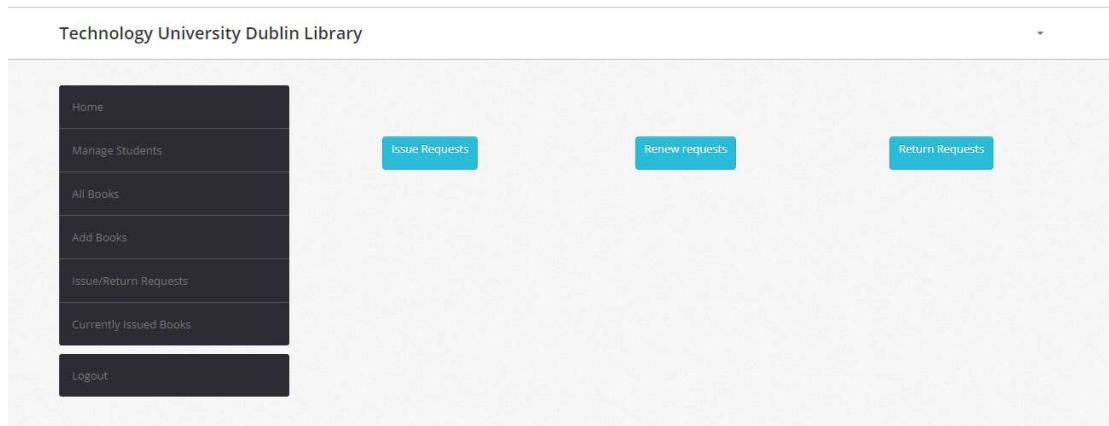 Technology University Dublin Library
Home
Manage Students
All Books
Add Books
Issue/Return Requests
Currently Issued Books
Logout
Issue Requests
Renew requests
Return Requests